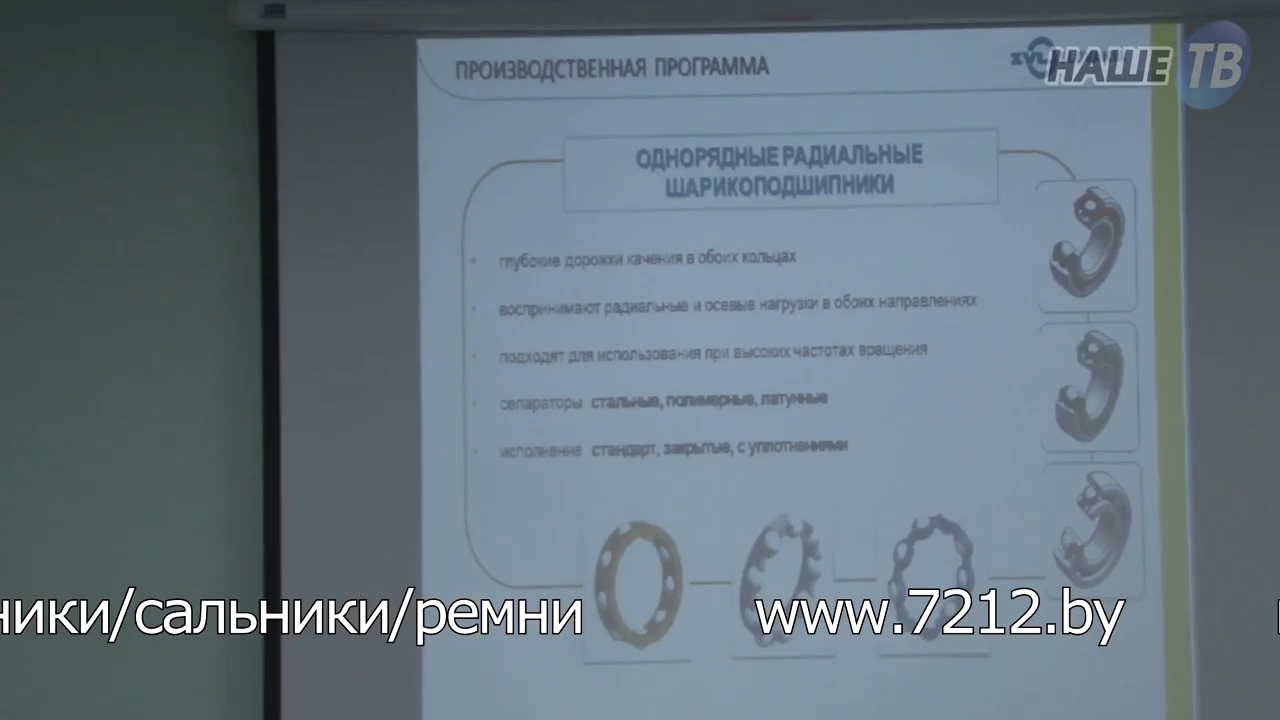 ПРОИЗВОДСТВЕННАЯ ПРОГРАММА
НАШЕ ТВ
ОДНОРЯДНЫЕ РАДИАЛЬНЫЕ
ШАРИКОПОДШИПНИКИ
глубокие дорожки качения в обоих кольцах
воспринимают радиальные и осевые нагрузки в обоих направлениях
подходят для использования при высоких частотах вращения
сепараторы стальные, полимерные, латунные
исполнение стандарт, закрытые, с уплотнениями
ники/сальники/ремни www.7212.by